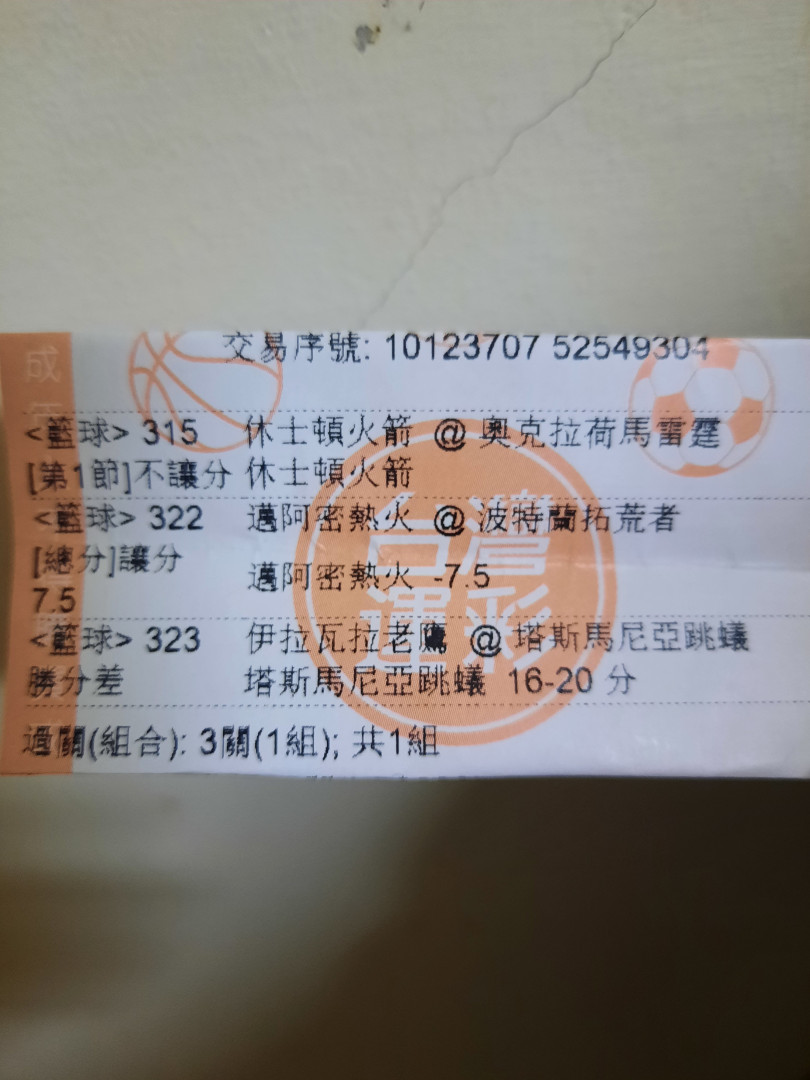 交易序號: 10123707 52549304
<籃球> 315 休士頓火箭 @ 奧克拉荷馬雷霆
[第1節]不讓分 休士頓火箭
<籃球> 322 邁阿密熱火 @ 波特蘭拓荒者
[總分]讓分 邁阿密熱火 -7.5
7.5
<籃球> 323 伊拉瓦拉老鷹 @ 塔斯馬尼亞跳蟻
勝分差 塔斯馬尼亞跳蟻 16-20 分
過關(組合): 3關(1組); 共1組
台灣
運彩